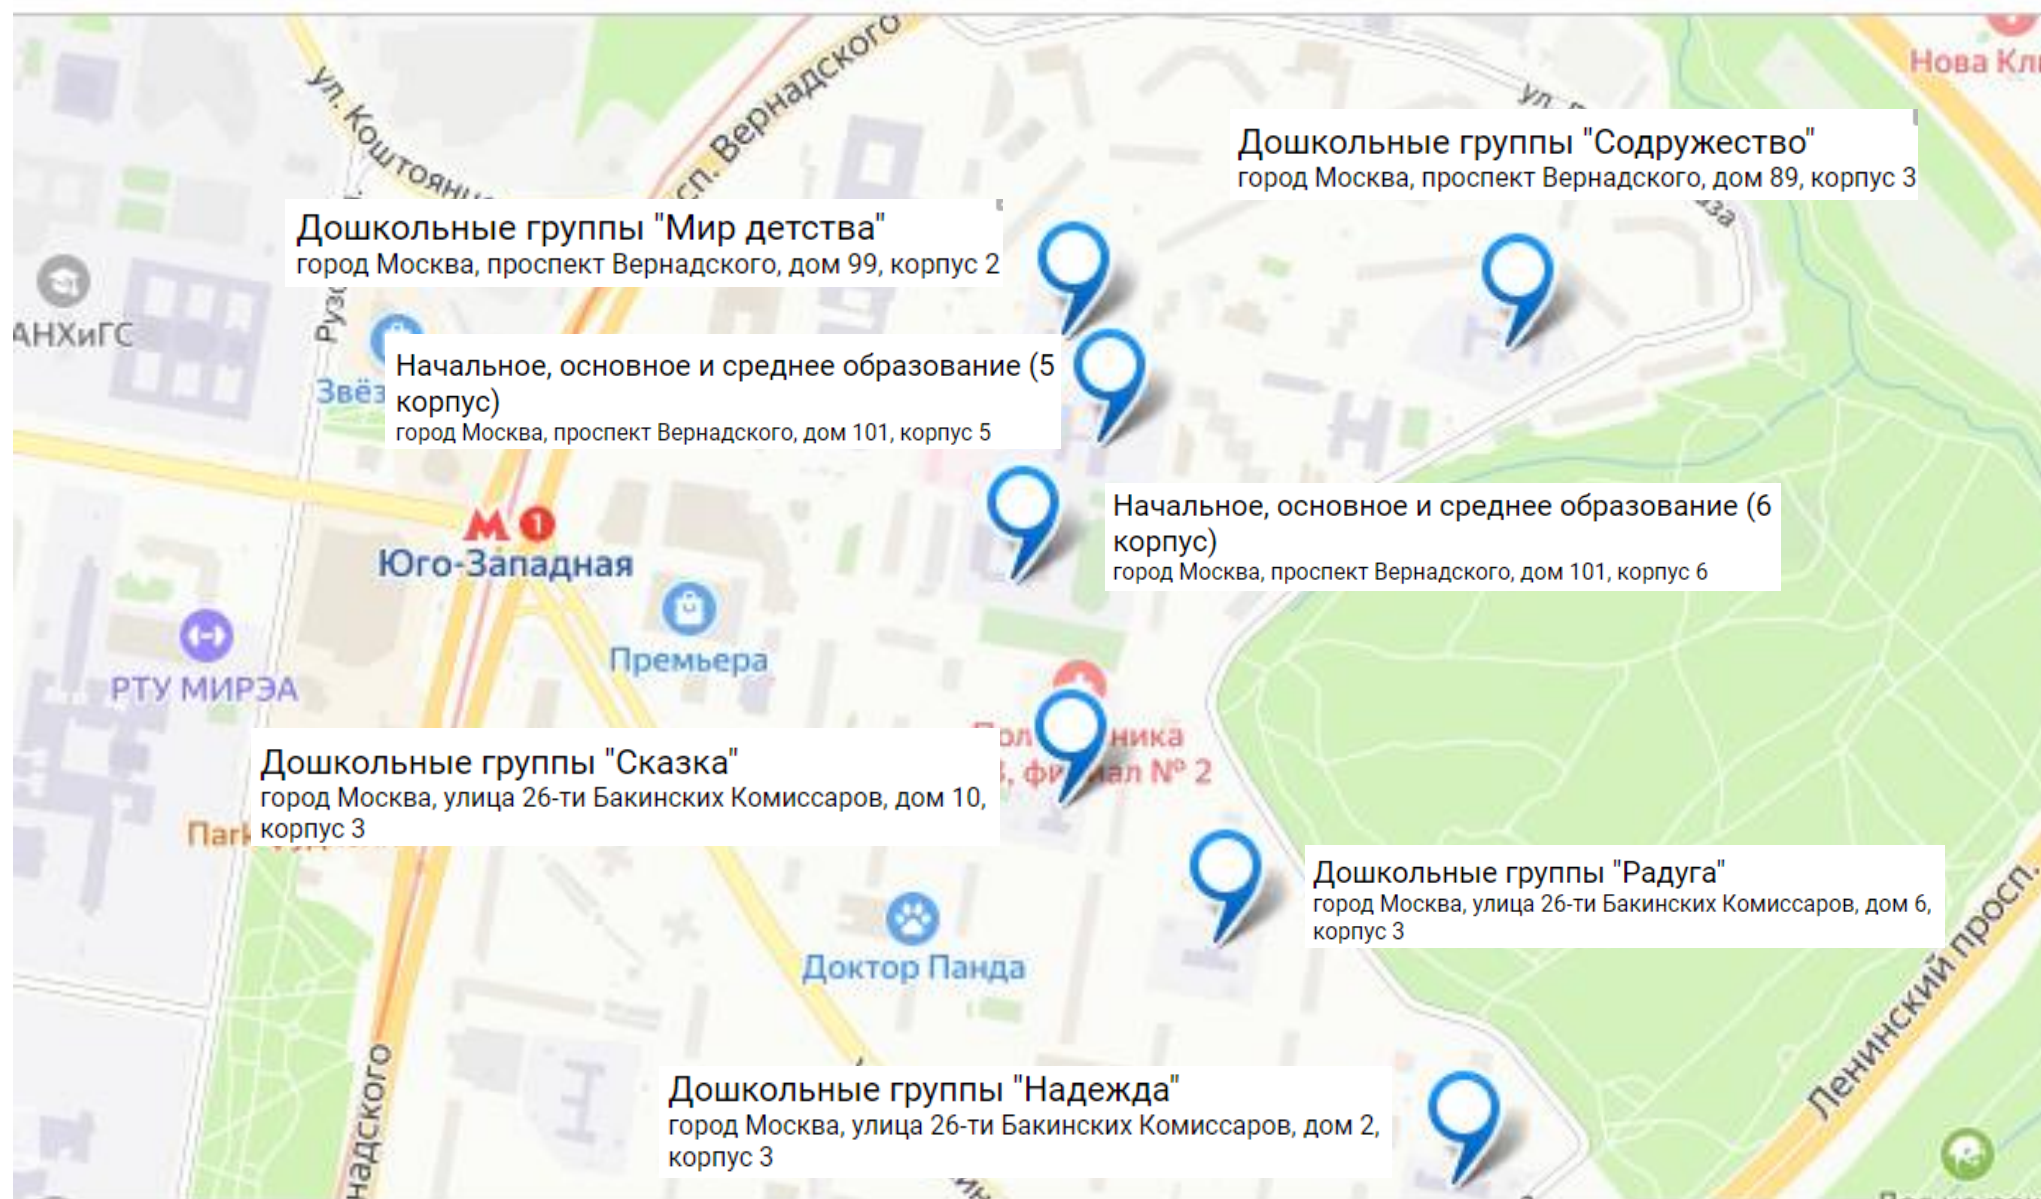 Нова Кли
ул. Коштоянца
просп. Вернадского
Дошкольные группы "Содружество"
город Москва, проспект Вернадского, дом 89, корпус 3
Дошкольные группы "Мир детства"
город Москва, проспект Вернадского, дом 99, корпус 2
АНХиГС
Начальное, основное и среднее образование (5
корпус)
город Москва, проспект Вернадского, дом 101, корпус 5
1
Юго-Западная
Начальное, основное и среднее образование (6
корпус)
город Москва, проспект Вернадского, дом 101, корпус 6
Премьера
РТУ МИРЭА
№ 2
Дошкольные группы "Сказка"
город Москва, улица 26-ти Бакинских Комиссаров, дом 10,
корпус 3
Дошкольные группы "Радуга"
город Москва, улица 26-ти Бакинских Комиссаров, дом 6,
корпус 3
Доктор Панда
Ленинский просп.
надского
Дошкольные группы "Надежда"
город Москва, улица 26-ти Бакинских Комиссаров, дом 2,
корпус 3